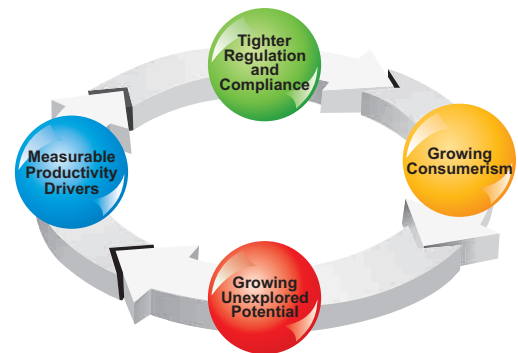 Tighter
Regulation
and
Compliance
Growing
Consumerism
Growing
Unexplored
Potential
Measurable
Productivity
Drivers